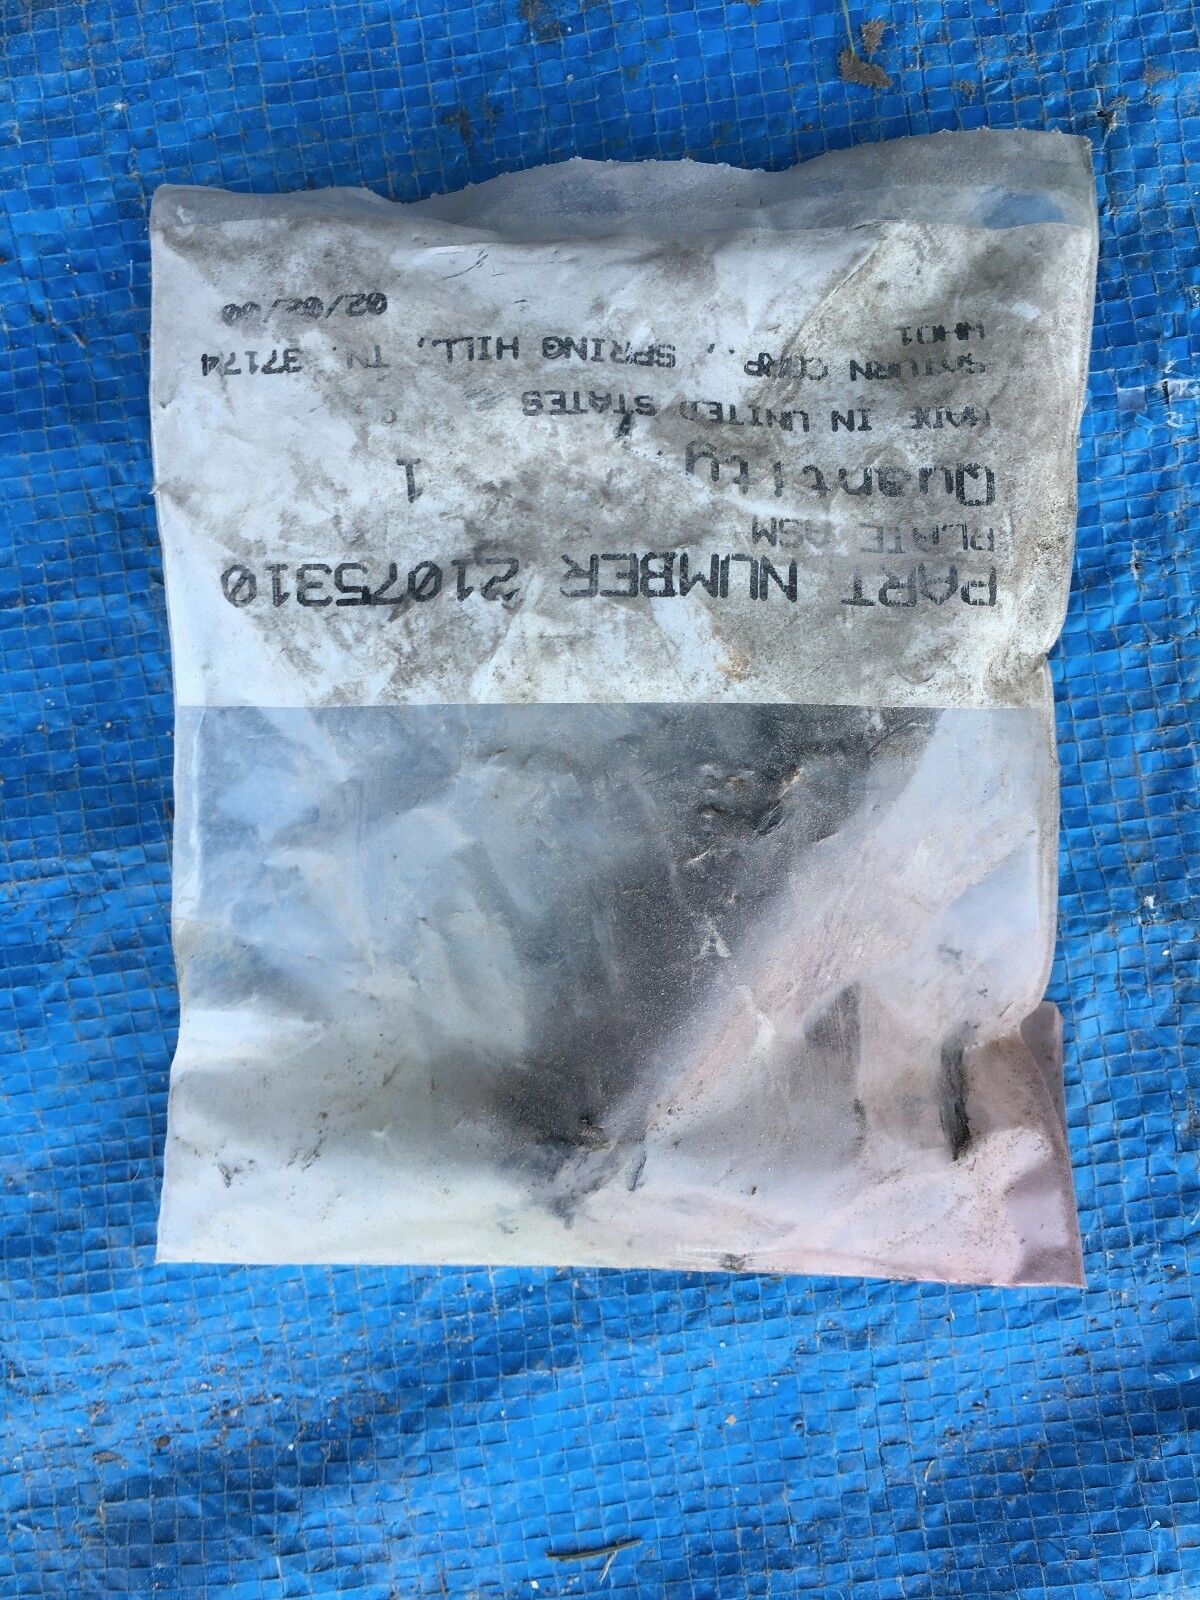 PART NUMBER 21075310
PLATE ASM
Quantity 1
MADE IN UNITED STATES
SATURN CORP., SPRING HILL, TN. 37174
WH01 02/02/00